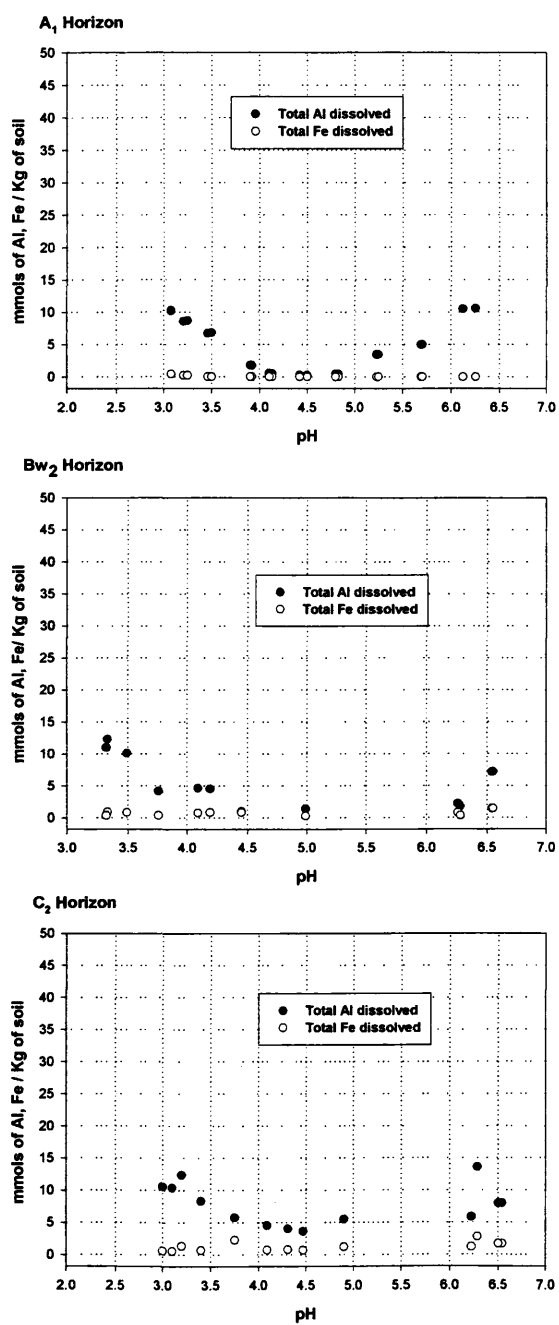 A1 Horizon
mmols of Al, Fe / Kg of soil
50
45
40
35
30
25
20
15
10
5
0
Total Al dissolved
Total Fe dissolved
2.0 2.5 3.0 3.5 4.0 4.5 5.0 5.5 6.0 6.5 7.0
pH
Bw2 Horizon
mmols of Al, Fe/ Kg of soil
50
45
40
35
30
25
20
15
10
5
0
Total Al dissolved
Total Fe dissolved
3.0 3.5 4.0 4.5 5.0 5.5 6.0 6.5 7.0
pH
C2 Horizon
mmols of Al, Fe / Kg of soil
50
45
40
35
30
25
20
15
10
5
0
Total Al dissolved
Total Fe dissolved
2.0 2.5 3.0 3.5 4.0 4.5 5.0 5.5 6.0 6.5 7.0
pH